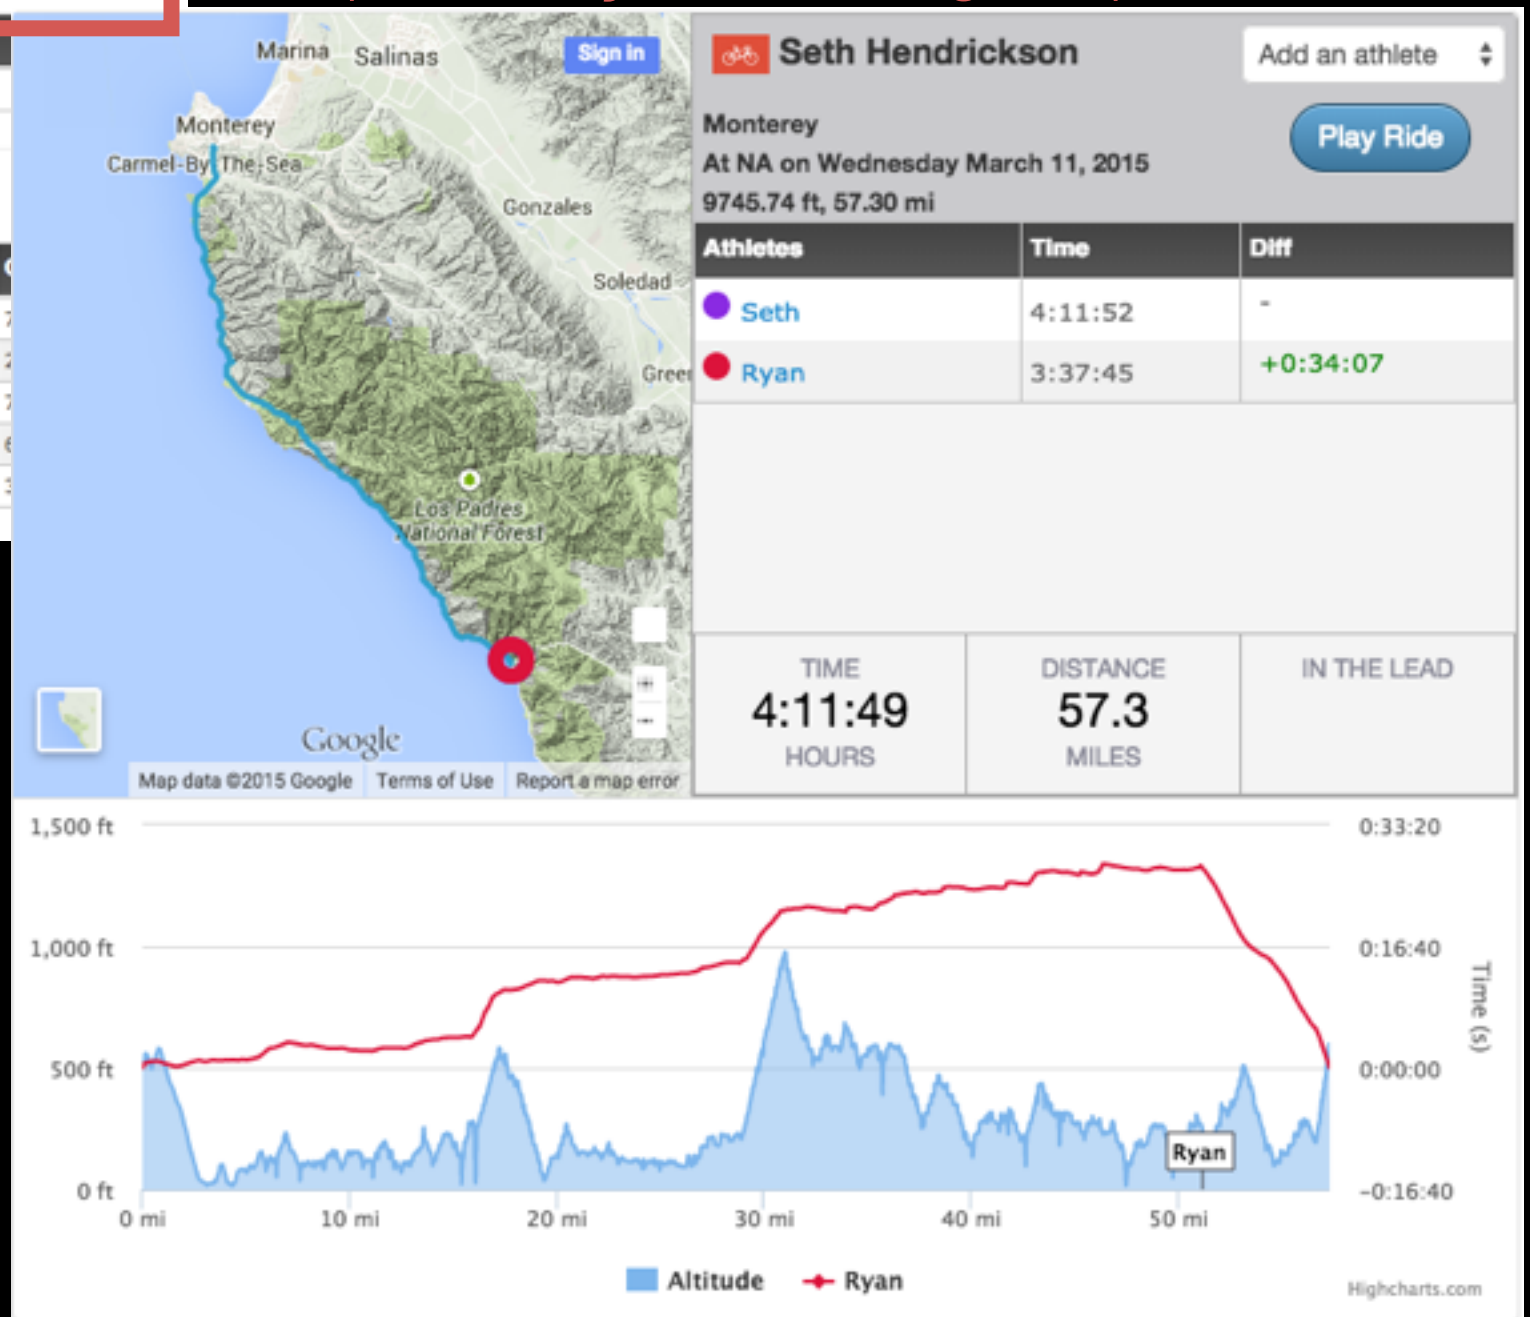 Marina
Salinas
Sign in
Monterey
Carmel-By-The-Sea
Gonzales
Soledad
Los Padres
National Forest
Google
Map data ©2015 Google
Terms of Use
Report a map error
Seth Hendrickson
Add an athlete
Monterey
At NA on Wednesday March 11, 2015
9745.74 ft, 57.30 mi
Play Ride
Athletes Time Diff
Seth 4:11:52 -
Ryan 3:37:45 +0:34:07
TIME
4:11:49
HOURS
DISTANCE
57.3
MILES
IN THE LEAD
1,500 ft
1,000 ft
500 ft
0 ft
0:33:20
0:16:40
0:00:00
-0:16:40
Time (s)
Ryan
0 mi 10 mi 20 mi 30 mi 40 mi 50 mi
Altitude Ryan
Highcharts.com